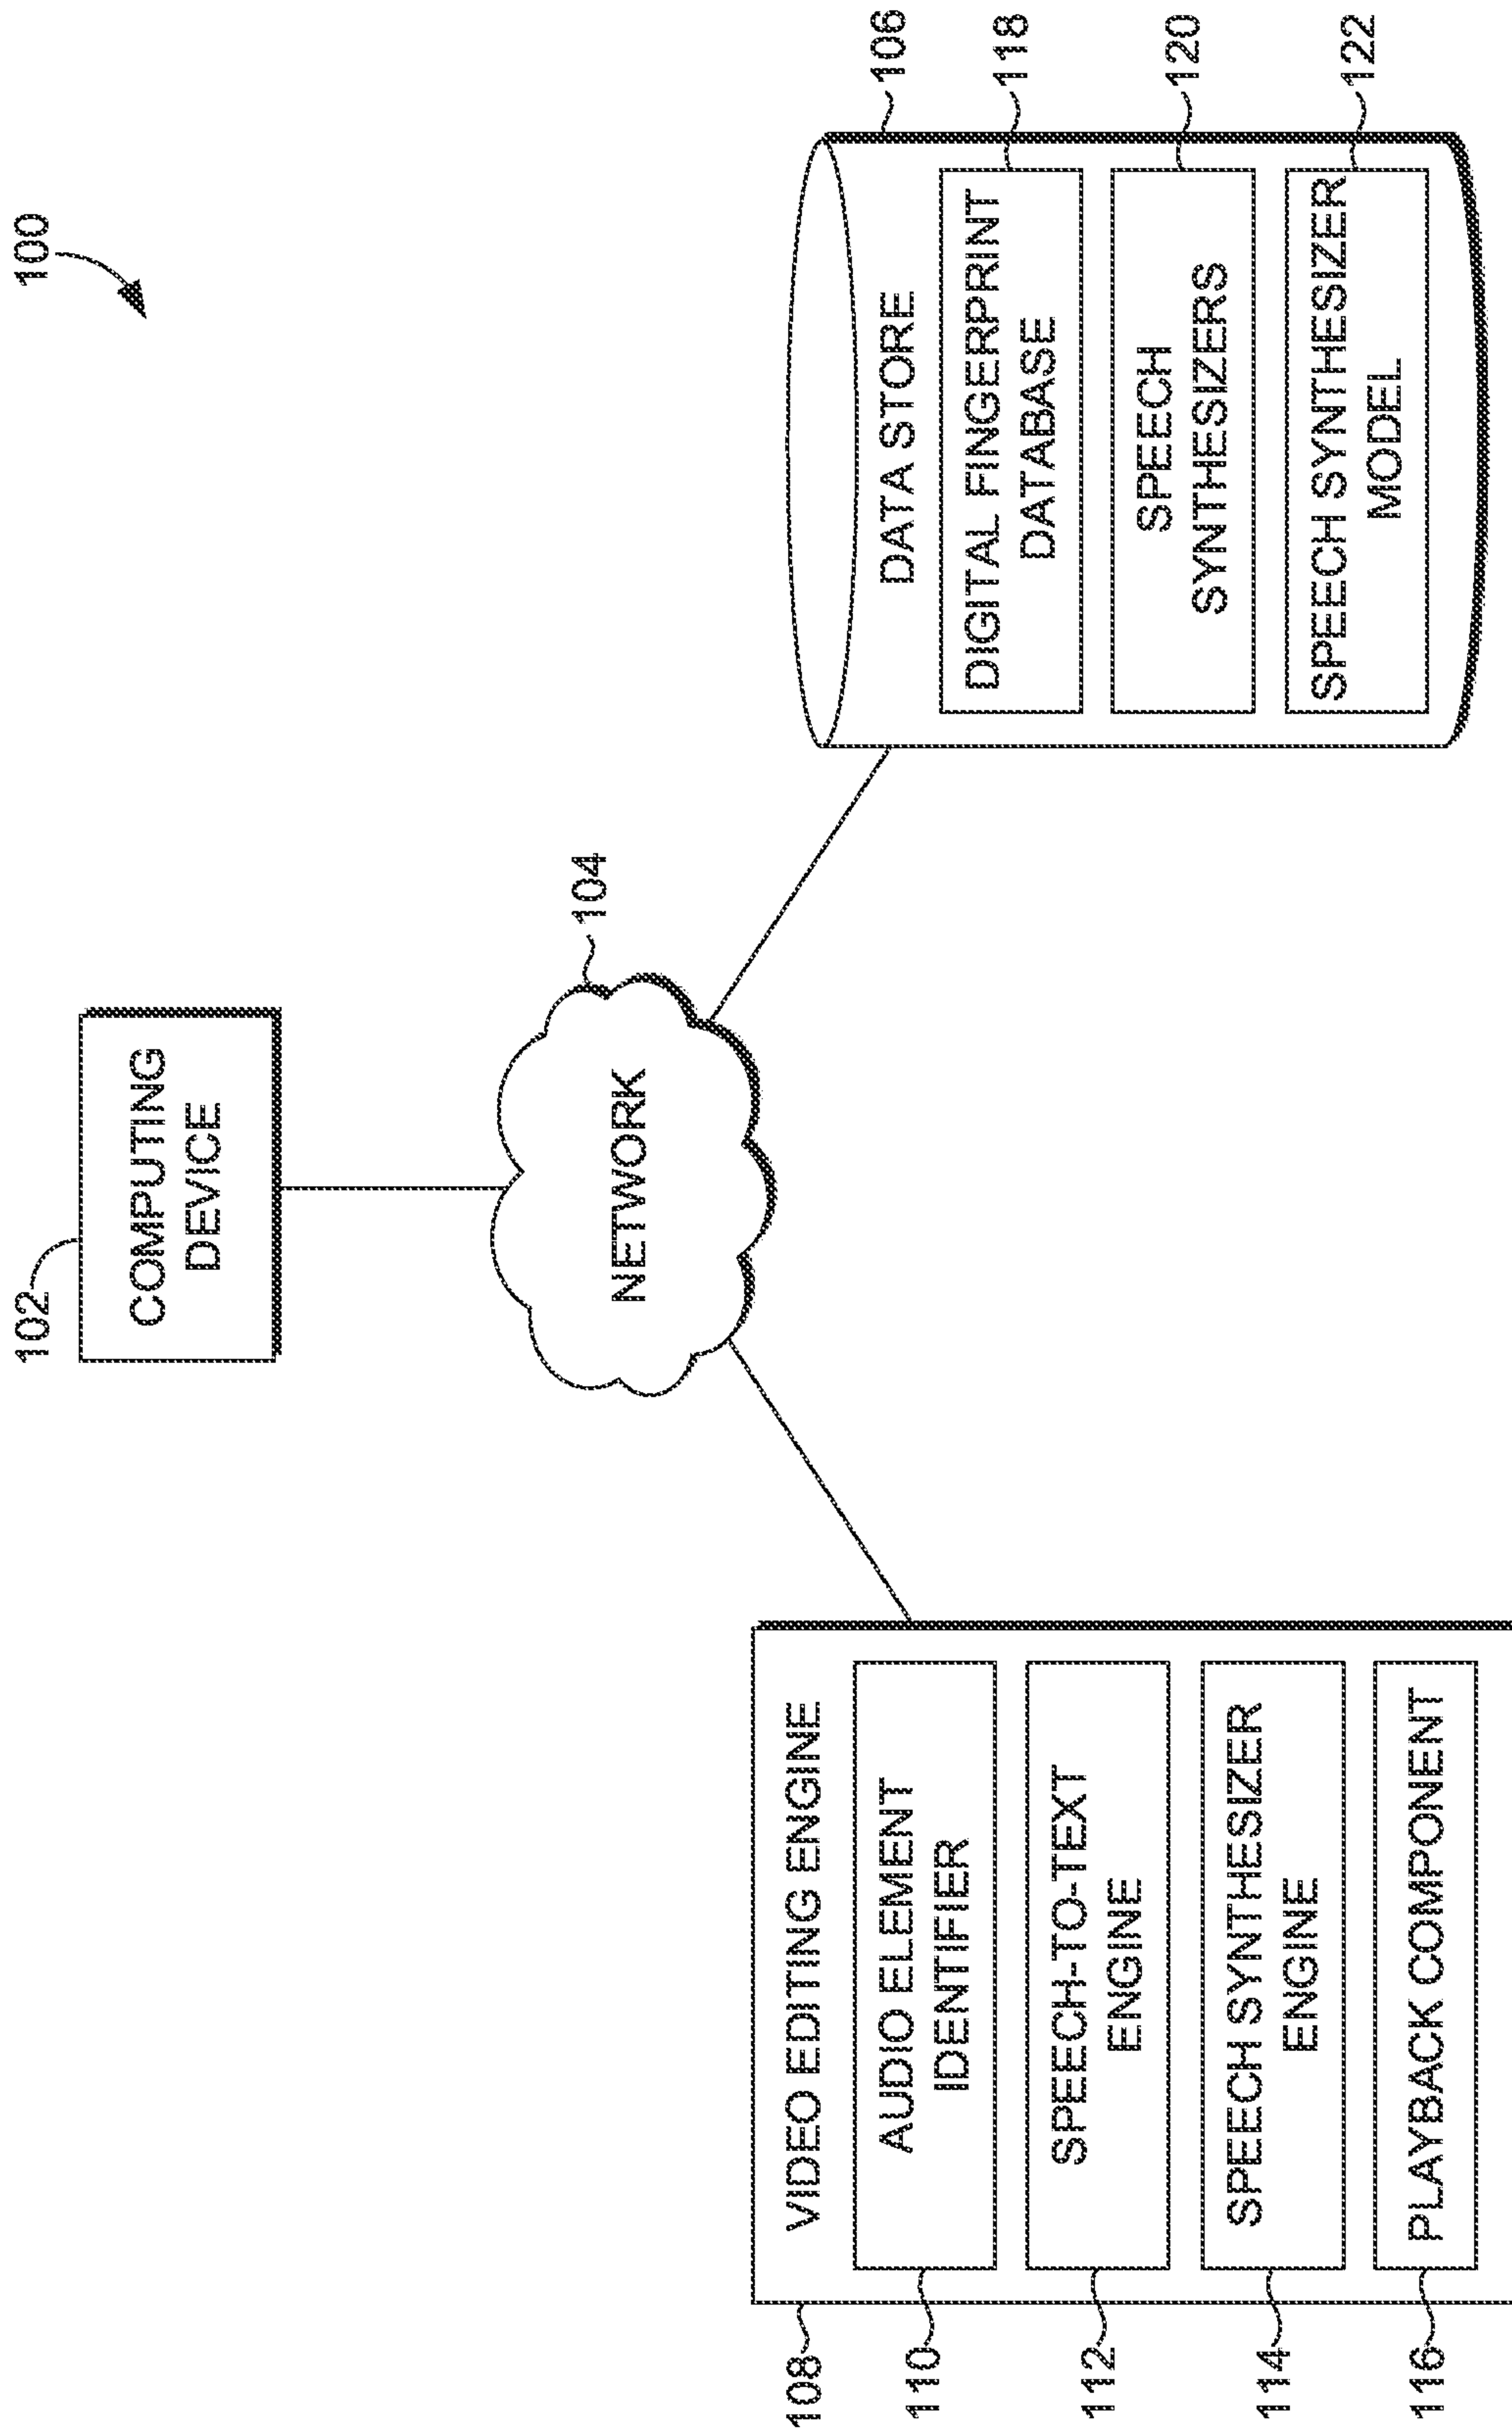 100
102
COMPUTING
DEVICE
104
NETWORK
108
VIDEO EDITING ENGINE
110
AUDIO ELEMENT
IDENTIFIER
112
SPEECH-TO-TEXT
ENGINE
114
SPEECH SYNTHESIZER
ENGINE
116
PLAYBACK COMPONENT
106
DATA STORE
118
DIGITAL FINGERPRINT
DATABASE
120
SPEECH
SYNTHESIZERS
122
SPEECH SYNTHESIZER
MODEL